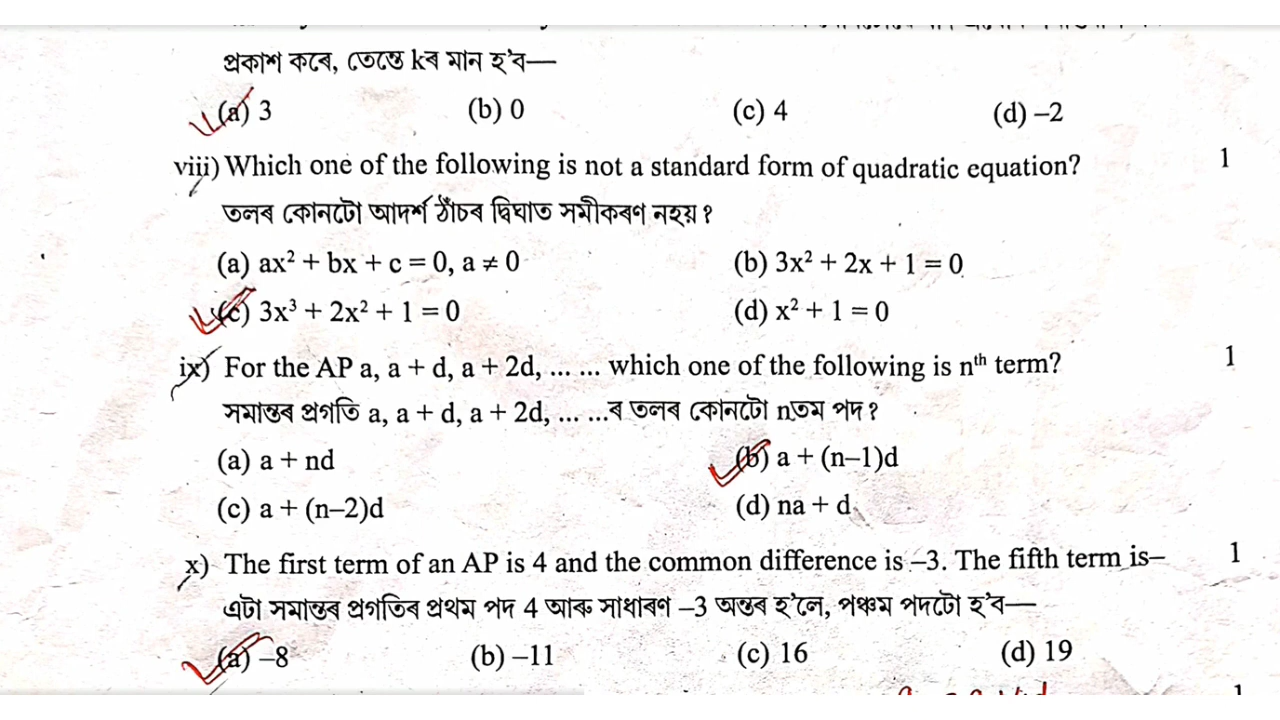 প্ৰকাশ কৰে, তেন্তে kৰ মান হ'ব—
(a) 3 (b) 0 (c) 4 (d) –2
viii) Which one of the following is not a standard form of quadratic equation? 1
তলৰ কোনটো আদৰ্শ ঠাঁচৰ দ্বিঘাত সমীকৰণ নহয়?
(a) ax² + bx + c = 0, a ≠ 0 (b) 3x² + 2x + 1 = 0
(c) 3x³ + 2x² + 1 = 0 (d) x² + 1 = 0
ix) For the AP a, a + d, a + 2d, ... ... which one of the following is nᵗʰ term? 1
সমান্তৰ প্ৰগতি a, a + d, a + 2d, ... ...ৰ তলৰ কোনটো nতম পদ?
(a) a + nd (b) a + (n–1)d
(c) a + (n–2)d (d) na + d
x) The first term of an AP is 4 and the common difference is –3. The fifth term is– 1
এটা সমান্তৰ প্ৰগতিৰ প্ৰথম পদ 4 আৰু সাধাৰণ –3 অন্তৰ হ'লে, পঞ্চম পদটো হ'ব—
(a) –8 (b) –11 (c) 16 (d) 19